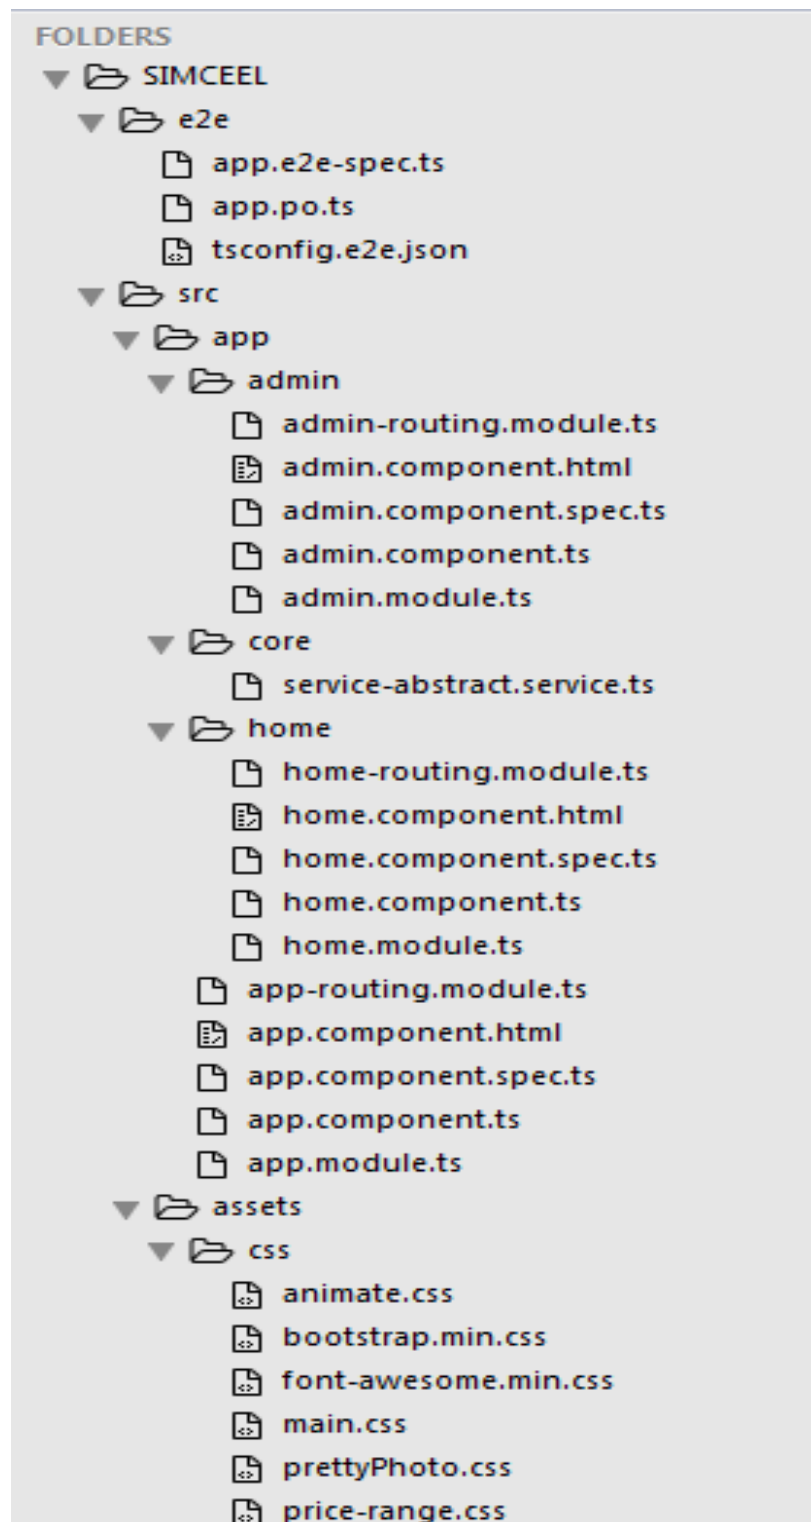 FOLDERS
SIMCEEL
e2e
app.e2e-spec.ts
app.po.ts
tsconfig.e2e.json
src
app
admin
admin-routing.module.ts
admin.component.html
admin.component.spec.ts
admin.component.ts
admin.module.ts
core
service-abstract.service.ts
home
home-routing.module.ts
home.component.html
home.component.spec.ts
home.component.ts
home.module.ts
app-routing.module.ts
app.component.html
app.component.spec.ts
app.component.ts
app.module.ts
assets
css
animate.css
bootstrap.min.css
font-awesome.min.css
main.css
prettyPhoto.css
price-range.css